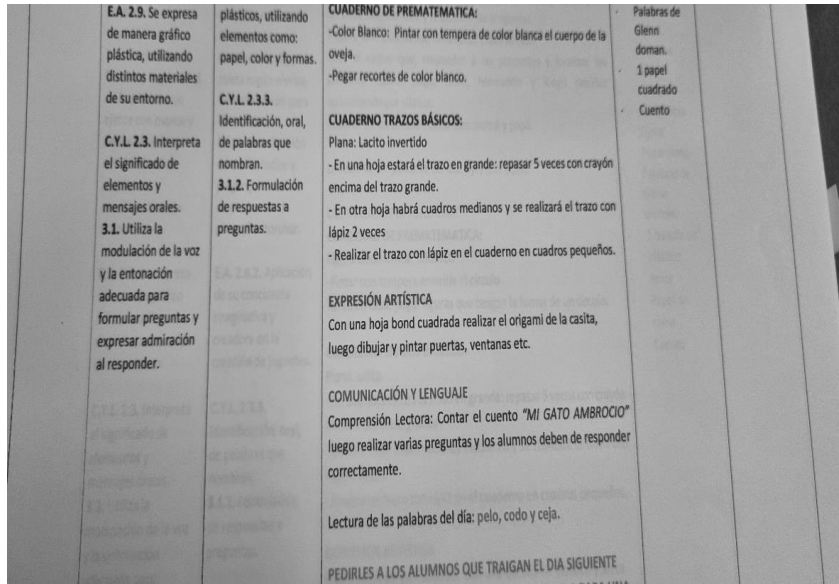 E.A. 2.9. Se expresa
de manera gráfico
plástica, utilizando
distintos materiales
de su entorno.
C.Y.L. 2.3. Interpreta
el significado de
elementos y
mensajes orales.
3.1. Utiliza la
modulación de la voz
y la entonación
adecuada para
formular preguntas y
expresar admiración
al responder.
plásticos, utilizando
elementos como:
papel, color y formas.
C.Y.L. 2.3.3.
Identificación, oral,
de palabras que
nombran.
3.1.2. Formulación
de respuestas a
preguntas.
CUADERNO DE PREMATEMATICA:
-Color Blanco: Pintar con tempera de color blanca el cuerpo de la
oveja.
-Pegar recortes de color blanco.
CUADERNO TRAZOS BÁSICOS:
Plana: Lacito invertido
- En una hoja estará el trazo en grande: repasar 5 veces con crayón
encima del trazo grande.
- En otra hoja habrá cuadros medianos y se realizará el trazo con
lápiz 2 veces
- Realizar el trazo con lápiz en el cuaderno en cuadros pequeños.
EXPRESIÓN ARTÍSTICA
Con una hoja bond cuadrada realizar el origami de la casita,
luego dibujar y pintar puertas, ventanas etc.
COMUNICACIÓN Y LENGUAJE
Comprensión Lectora: Contar el cuento "MI GATO AMBROCIO"
luego realizar varias preguntas y los alumnos deben de responder
correctamente.
Lectura de las palabras del día: pelo, codo y ceja.
PEDIRLES A LOS ALUMNOS QUE TRAIGAN EL DIA SIGUIENTE
· Palabras de
Glenn
doman.
· 1 papel
cuadrado
· Cuento